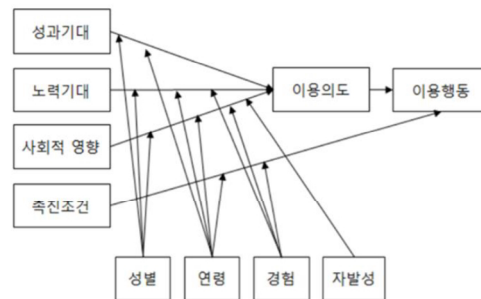 성과기대
노력기대
이용의도
이용행동
사회적 영향
촉진조건
성별
연령
경험
자발성